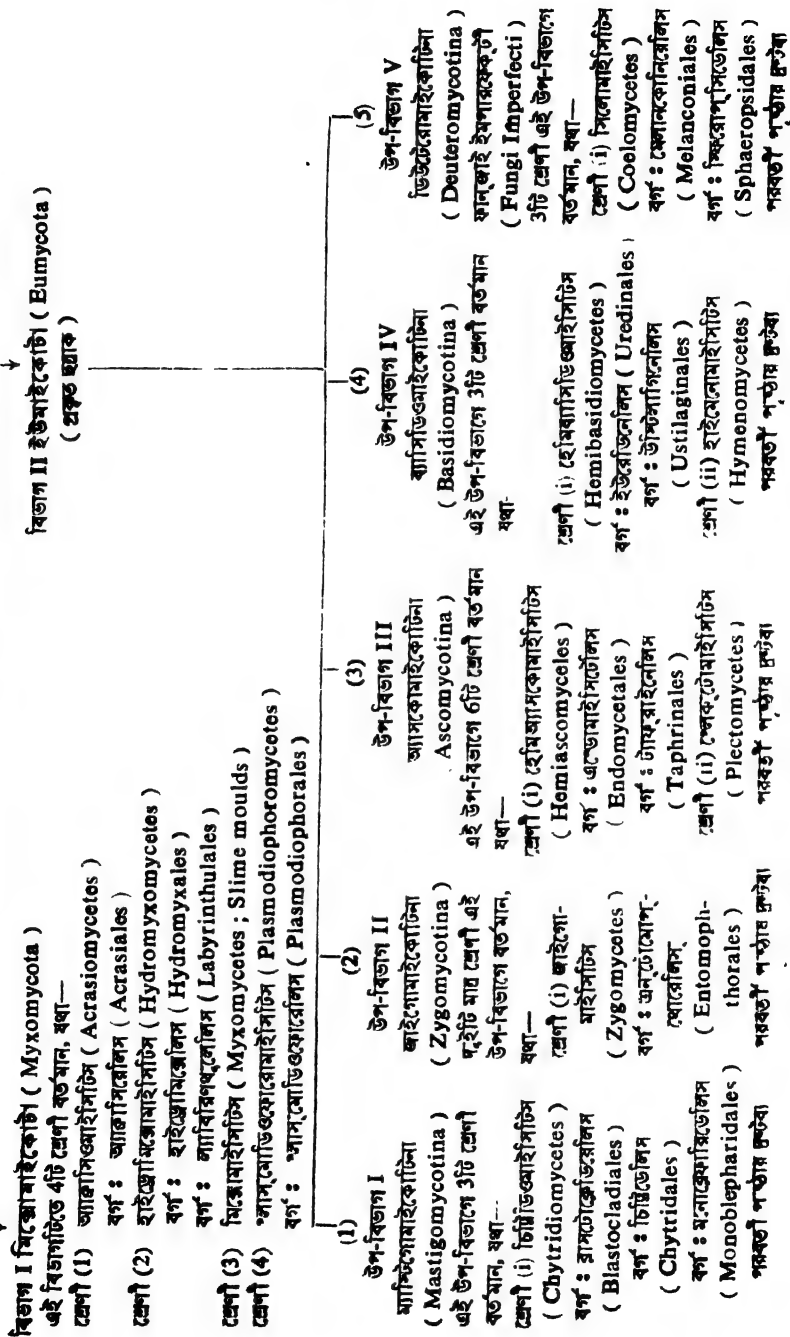 বিভাগ I মিক্সোমাইকোটা ( Myxomycota )
এই বিভাগটিতে 4টি শ্রেণী বর্তমান, যথা—
শ্রেণী (1) অ্যাক্রাসিওমাইসিটিস ( Acrasiomycetes )
বর্গ : অ্যাক্রাসিয়েলিস ( Acrasiales )
শ্রেণী (2) হাইড্রোমিক্সোমাইসিটিস ( Hydromyxomycetes )
বর্গ : হাইড্রোমিক্সেলিস ( Hydromyxales )
বর্গ : ল্যাবিরিনথুলেলিস ( Labyrinthulales )
শ্রেণী (3) মিক্সোমাইসিটিস ( Myxomycetes ; Slime moulds )
শ্রেণী (4) প্লাস্‌মোডিওফোরোমাইসিটিস ( Plasmodiophoromycetes )
বর্গ : প্লাস্‌মোডিওফোরেলিস ( Plasmodiophorales )
বিভাগ II ইউমাইকোটা ( Eumycota )
( প্রকৃত ছত্রাক )
(1)
উপ-বিভাগ I
ম্যাস্টিগোমাইকোটিনা
( Mastigomycotina )
এই উপ-বিভাগে 3টি শ্রেণী
বর্তমান, যথা---
শ্রেণী (i) চিট্রিডিওমাইসিটিস
( Chytridiomycetes )
বর্গ : ব্লাসটোক্লেডিয়েলিস
( Blastocladiales )
বর্গ : চিট্রিডেলিস
( Chytridales )
বর্গ : মনোব্লেফারিডেলিস
( Monoblepharidales )
পরবর্তী পৃষ্ঠায় দ্রষ্টব্য
(2)
উপ-বিভাগ II
জাইগোমাইকোটিনা
( Zygomycotina )
দুইটি মাত্র শ্রেণী এই
উপ-বিভাগে বর্তমান,
যথা—
শ্রেণী (i) জাইগো-
মাইসিটিস
( Zygomycetes )
বর্গ : এন্‌টোমোপ্‌-
থোরেলিস্
( Entomoph-
thorales )
পরবর্তী পৃষ্ঠায় দ্রষ্টব্য
(3)
উপ-বিভাগ III
অ্যাসকোমাইকোটিনা
Ascomycotina )
এই উপ-বিভাগে 6টি শ্রেণী বর্তমান
যথা—
শ্রেণী (i) হেমিঅ্যাসকোমাইসিটিস
( Hemiascomyceles )
বর্গ : এন্ডোমাইসিটেলিস
( Endomycetales )
বর্গ : ট্যাফ্‌রাইনেলিস
( Taphrinales )
শ্রেণী (ii) প্লেক্‌টোমাইসিটিস
( Plectomycetes )
পরবর্তী পৃষ্ঠায় দ্রষ্টব্য
(4)
উপ-বিভাগ IV
ব্যাসিডিওমাইকোটিনা
( Basidiomycotina )
এই উপ-বিভাগে 3টি শ্রেণী বর্তমান
যথা-
শ্রেণী (i) হেমিব্যাসিডিওমাইসিটিস
( Hemibasidiomycetes )
বর্গ : ইউরেডিনেলিস ( Uredinales )
বর্গ : উস্টিলাগিনেলিস
( Ustilaginales )
শ্রেণী (ii) হাইমেনোমাইসিটিস
( Hymenomycetes )
পরবর্তী পৃষ্ঠায় দ্রষ্টব্য
(5)
উপ-বিভাগ V
ডিউটেরোমাইকোটিনা
( Deuteromycotina )
ফান্‌জাই ইমপারফেক্‌টী
( Fungi Imperfecti )
3টি শ্রেণী এই উপ-বিভাগে
বর্তমান, যথা—
শ্রেণী (i) সিলোমাইসিটিস
( Coelomycetes )
বর্গ : মেলানকোনিয়েলিস
( Melanconiales )
বর্গ : স্ফিরোপ্‌সিডেলিস
( Sphaeropsidales )
পরবর্তী পৃষ্ঠায় দ্রষ্টব্য